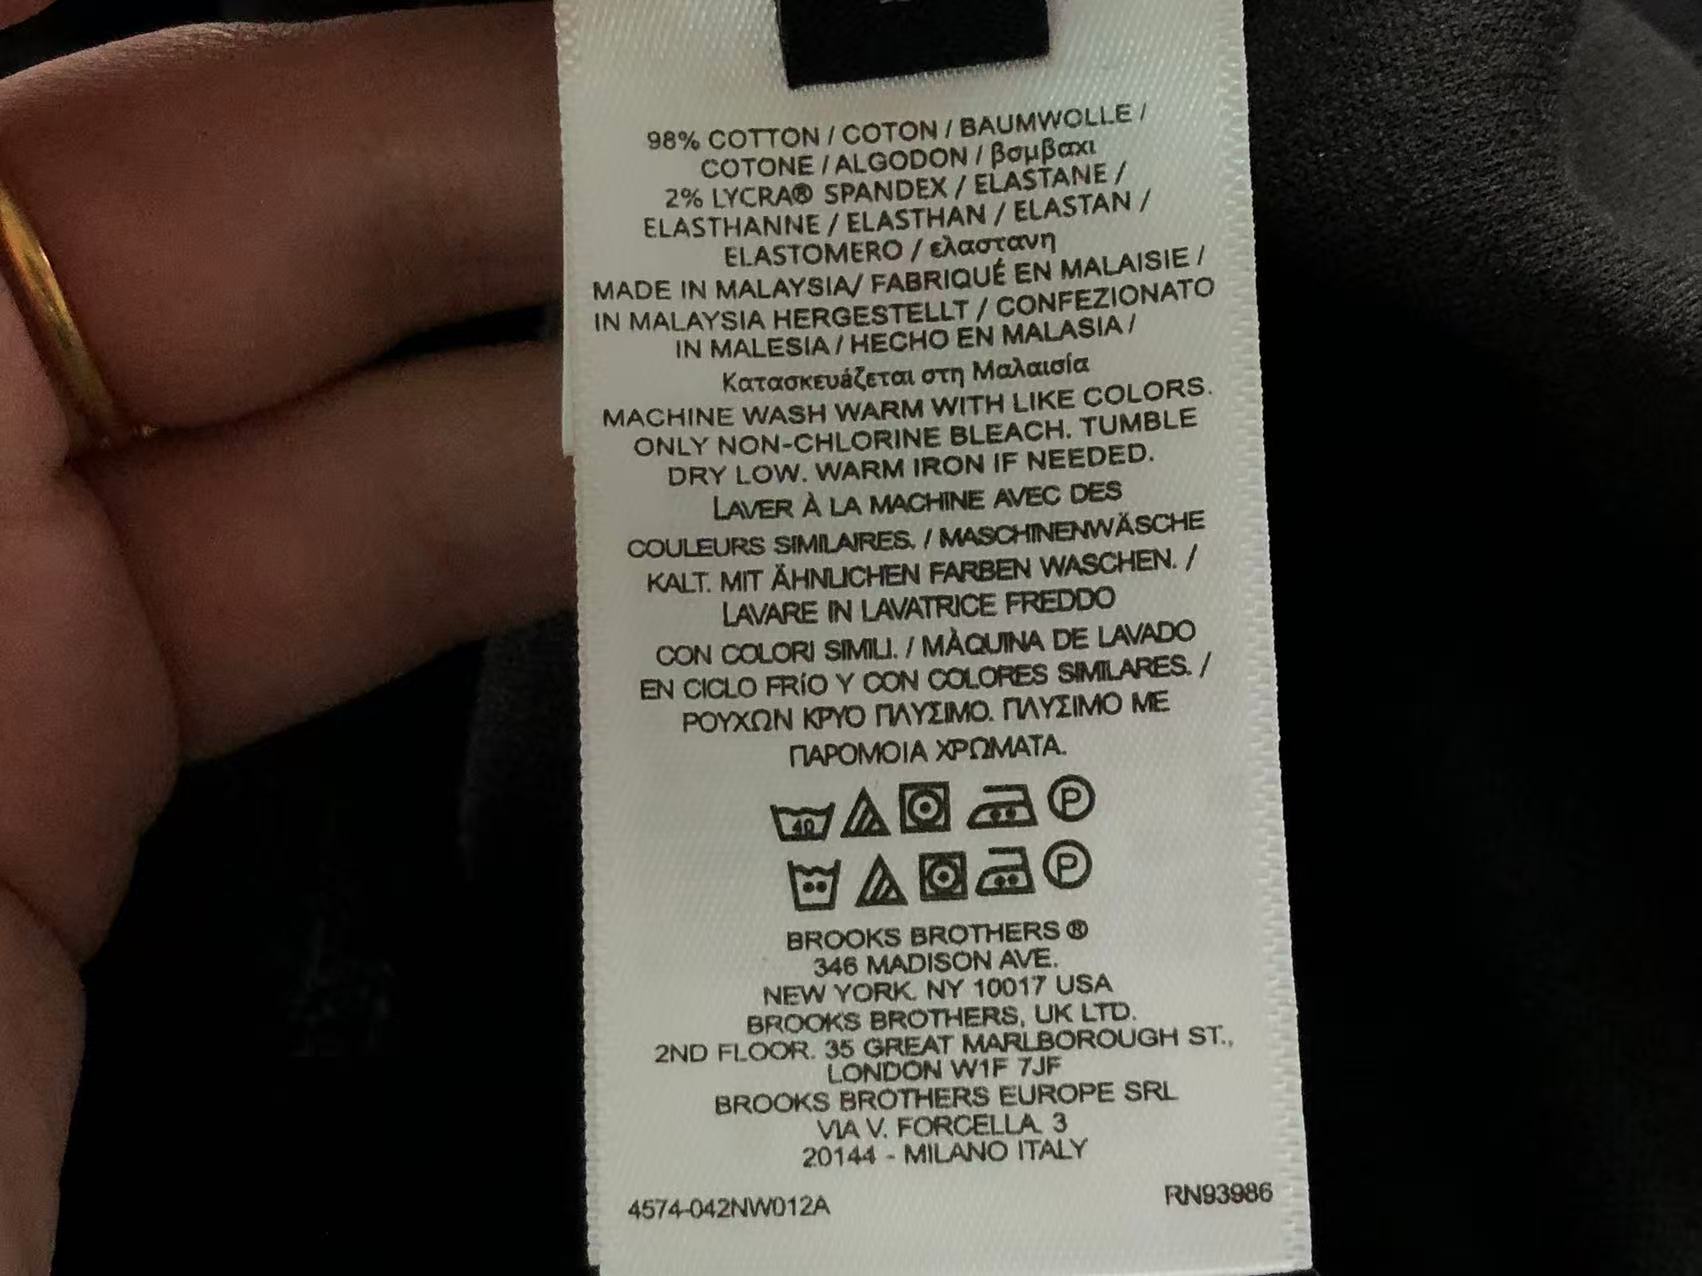 98% COTTON / COTON / BAUMWOLLE /
COTONE / ALGODON / βσμβαχι
2% LYCRA® SPANDEX / ELASTANE /
ELASTHANNE / ELASTHAN / ELASTAN /
ELASTOMERO / ελαστανη
MADE IN MALAYSIA/ FABRIQUÉ EN MALAISIE /
IN MALAYSIA HERGESTELLT / CONFEZIONATO
IN MALESIA / HECHO EN MALASIA /
Κατασκευάζεται στη Μαλαισία
MACHINE WASH WARM WITH LIKE COLORS.
ONLY NON-CHLORINE BLEACH. TUMBLE
DRY LOW. WARM IRON IF NEEDED.
LAVER À LA MACHINE AVEC DES
COULEURS SIMILAIRES. / MASCHINENWÄSCHE
KALT. MIT ÄHNLICHEN FARBEN WASCHEN. /
LAVARE IN LAVATRICE FREDDO
CON COLORI SIMILI. / MÀQUINA DE LAVADO
EN CICLO FRÍO Y CON COLORES SIMILARES. /
ΡΟΥΧΩΝ ΚΡΥΟ ΠΛΥΣΙΜΟ. ΠΛΥΣΙΜΟ ΜΕ
ΠΑΡΟΜΟΙΑ ΧΡΩΜΑΤΑ.
40 P
P
BROOKS BROTHERS ®
346 MADISON AVE.
NEW YORK, NY 10017 USA
BROOKS BROTHERS, UK LTD.
2ND FLOOR. 35 GREAT MARLBOROUGH ST.,
LONDON W1F 7JF
BROOKS BROTHERS EUROPE SRL
VIA V. FORCELLA, 3
20144 - MILANO ITALY
4574-042NW012A RN93986